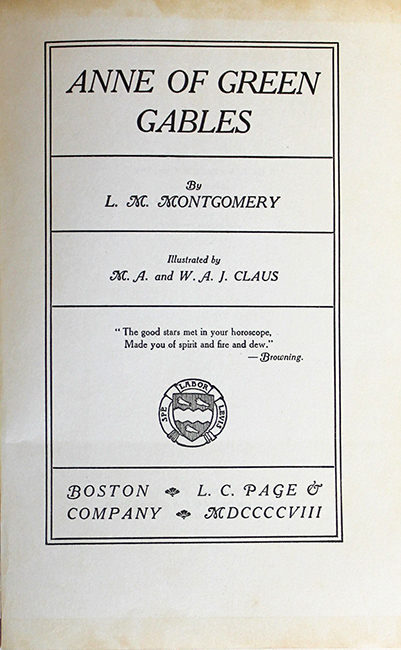 ANNE OF GREEN
GABLES
By
L. M. MONTGOMERY
Illustrated by
M. A. and W. A. J. CLAUS
"The good stars met in your horoscope,
Made you of spirit and fire and dew."
— Browning.
SPE LABOR LEVIS
BOSTON L. C. PAGE &
COMPANY MDCCCCVIII